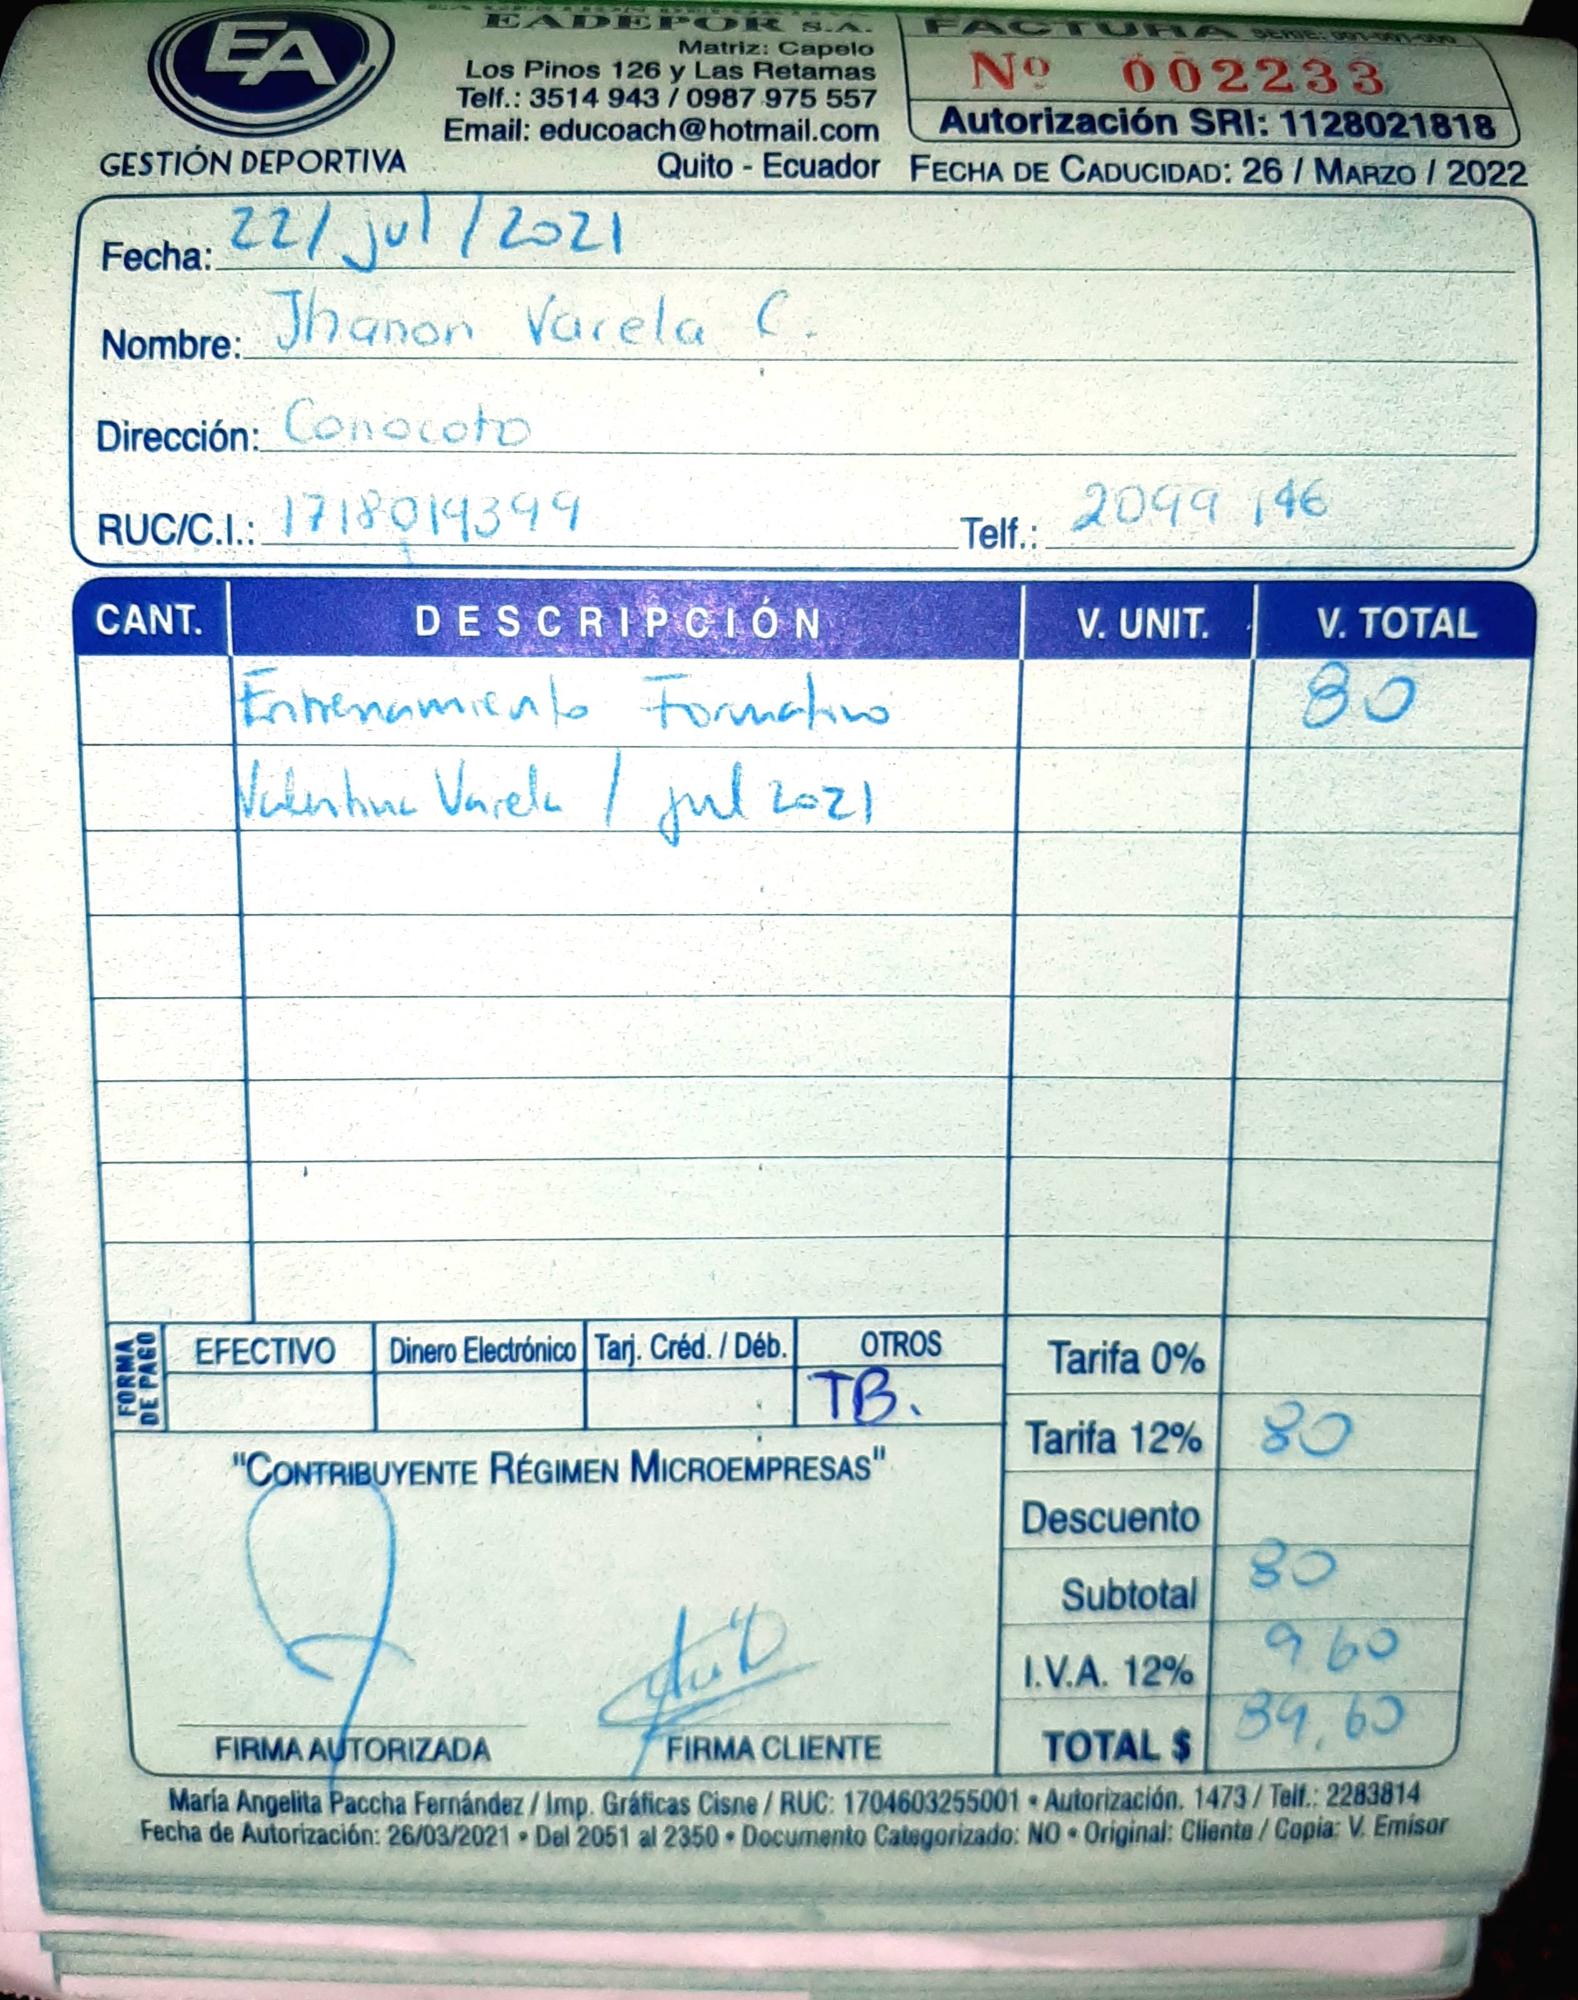 EA
GESTIÓN DEPORTIVA
EADEPOR S.A.
Matriz: Capelo
Los Pinos 126 y Las Retamas
Telf.: 3514 943 / 0987 975 557
Email: educoach@hotmail.com
Quito - Ecuador
FACTURA SERIE: 001-001-000
Nº 002233
Autorización SRI: 1128021818
FECHA DE CADUCIDAD: 26 / MARZO / 2022
Fecha: 22/ jul / 2021
Nombre: Jhanon Varela C.
Dirección: Conocoto
RUC/C.I.: 1718019399 Telf.: 2099 146
CANT. DESCRIPCIÓN V. UNIT. V. TOTAL
Entrenamiento Formativo 80
Valentina Varela / jul 2021
FORMA DE PAGO
EFECTIVO Dinero Electrónico Tarj. Créd. / Déb. OTROS
TB.
Tarifa 0%
Tarifa 12% 80
Descuento
Subtotal 80
I.V.A. 12% 9.60
TOTAL $ 89,60
"CONTRIBUYENTE RÉGIMEN MICROEMPRESAS"
FIRMA AUTORIZADA FIRMA CLIENTE
María Angelita Paccha Fernández / Imp. Gráficas Cisne / RUC: 1704603255001 • Autorización. 1473 / Telf.: 2283814
Fecha de Autorización: 26/03/2021 • Del 2051 al 2350 • Documento Categorizado: NO • Original: Cliente / Copia: V. Emisor